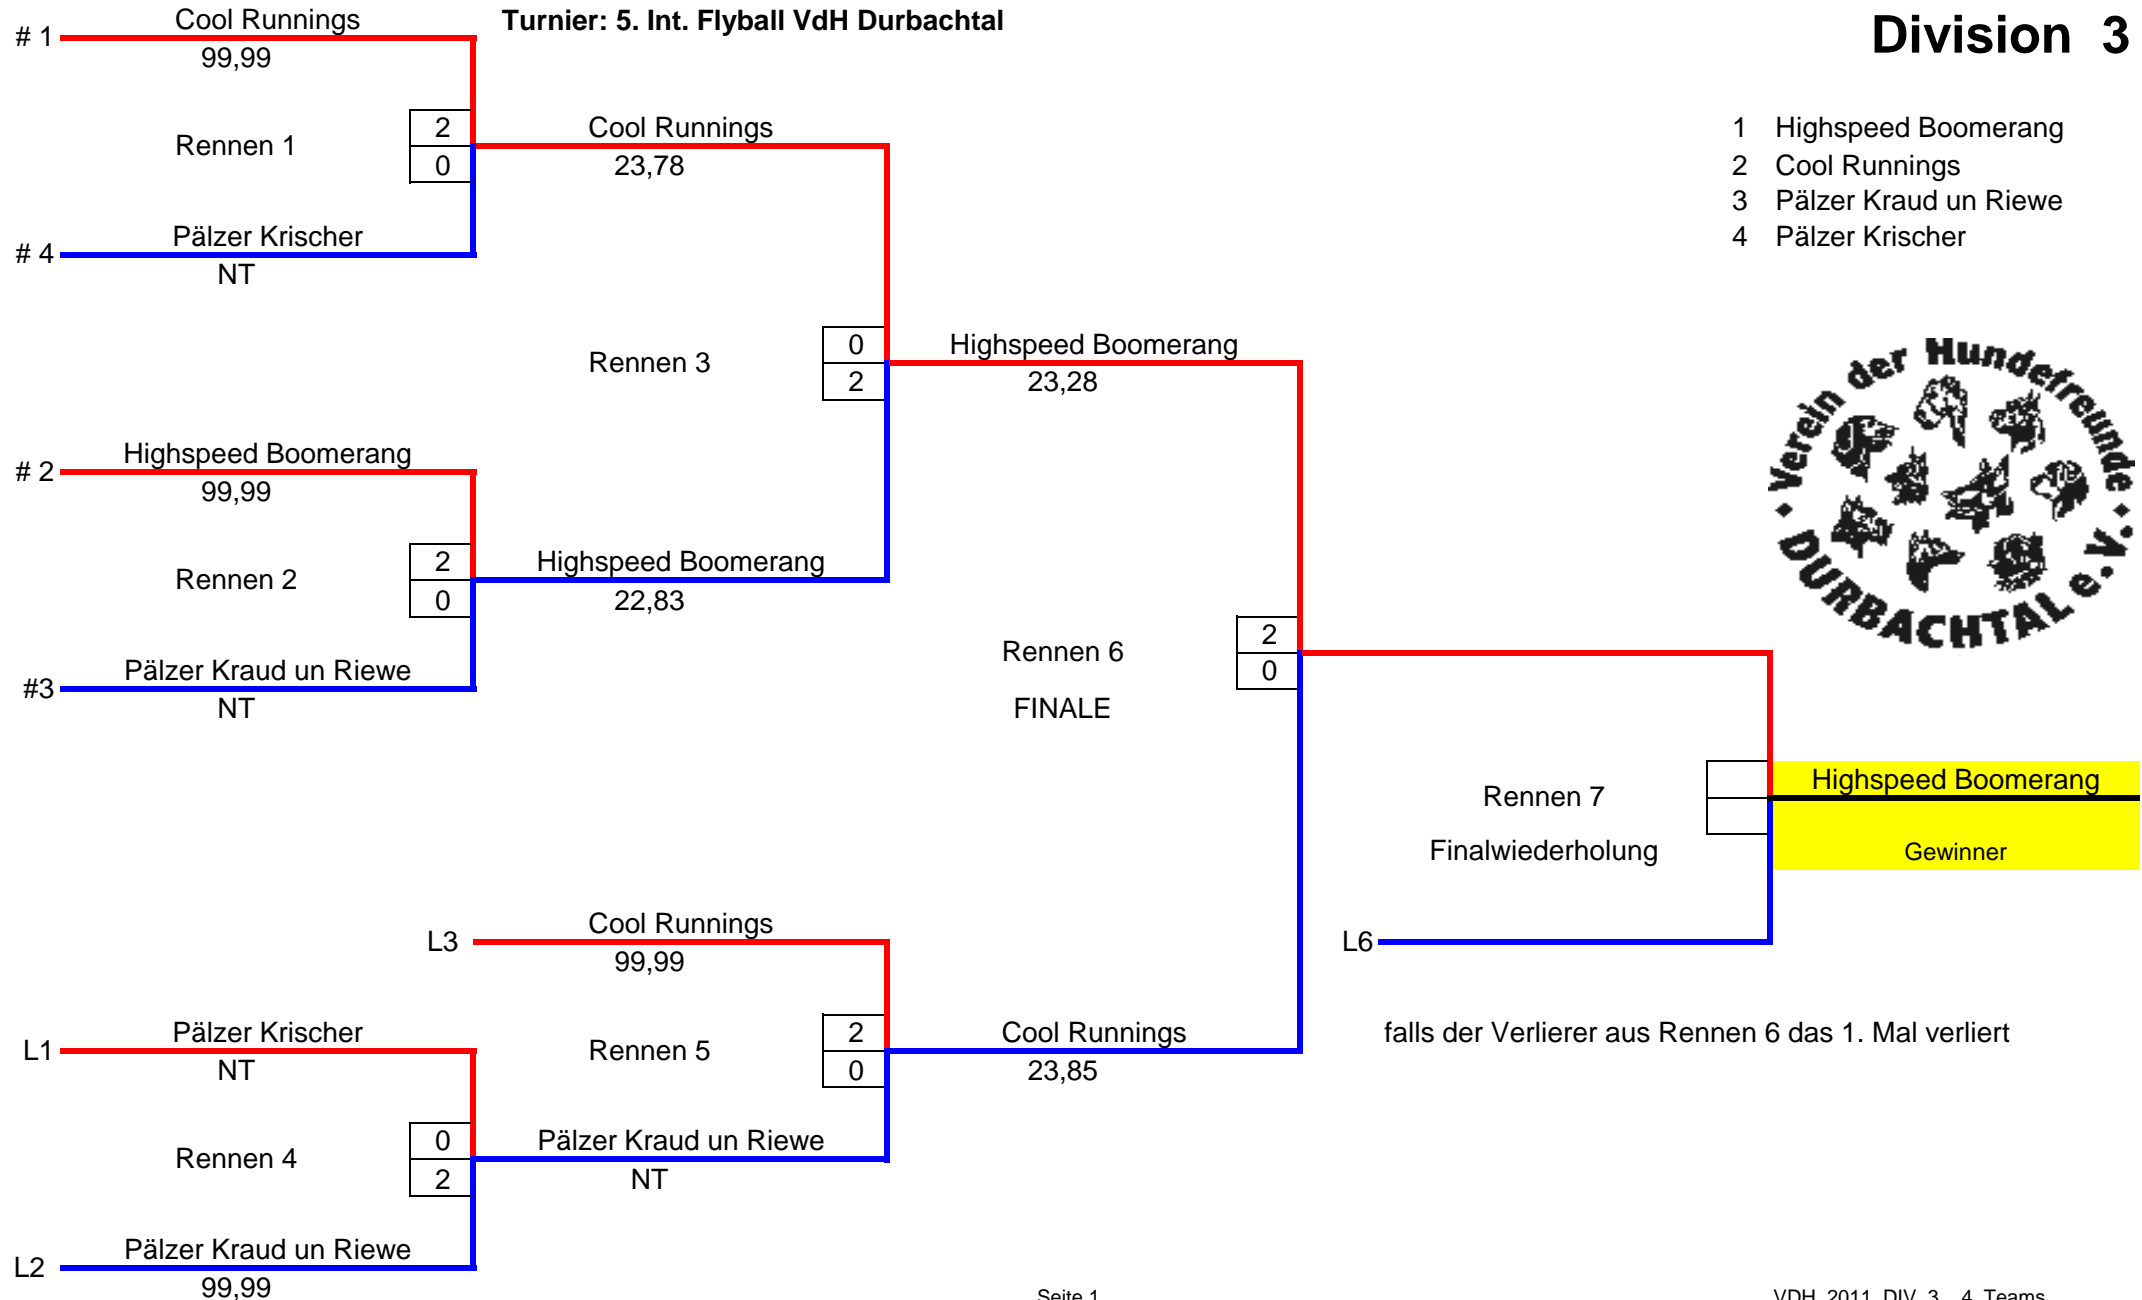 Turnier: 5. Int. Flyball VdH Durbachtal
Division 3
# 1
Cool Runnings
99,99
Rennen 1
2
0
# 4
Pälzer Krischer
NT
Cool Runnings
23,78
1 Highspeed Boomerang
2 Cool Runnings
3 Pälzer Kraud un Riewe
4 Pälzer Krischer
Rennen 3
0
2
Highspeed Boomerang
23,28
Verein der Hundefreunde
DURBACHTAL e.V.
# 2
Highspeed Boomerang
99,99
Rennen 2
2
0
Highspeed Boomerang
22,83
#3
Pälzer Kraud un Riewe
NT
Rennen 6
FINALE
2
0
Rennen 7
Finalwiederholung
Highspeed Boomerang
Gewinner
L6
falls der Verlierer aus Rennen 6 das 1. Mal verliert
L3
Cool Runnings
99,99
Rennen 5
2
0
Cool Runnings
23,85
L1
Pälzer Krischer
NT
Rennen 4
0
2
Pälzer Kraud un Riewe
NT
L2
Pälzer Kraud un Riewe
99,99
Seite 1
VDH_2011_DIV_3__4_Teams